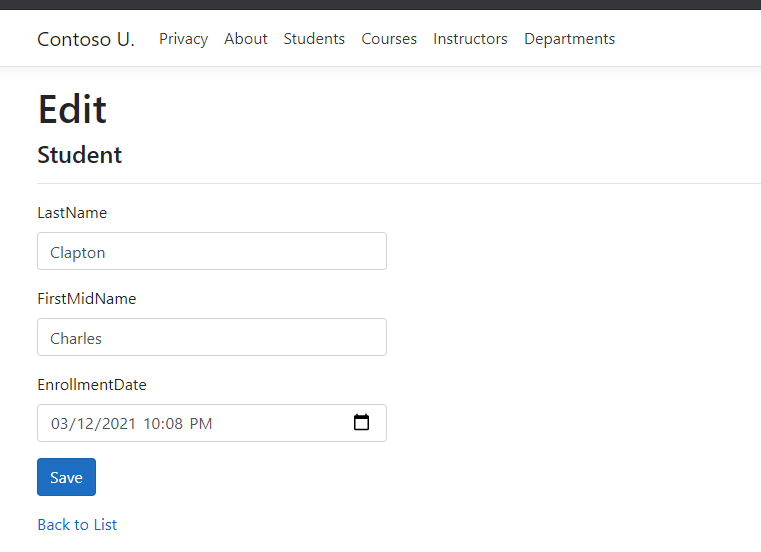 Contoso U. Privacy About Students Courses Instructors Departments
Edit
Student
LastName
Clapton
FirstMidName
Charles
EnrollmentDate
03/12/2021 10:08 PM
Save
Back to List